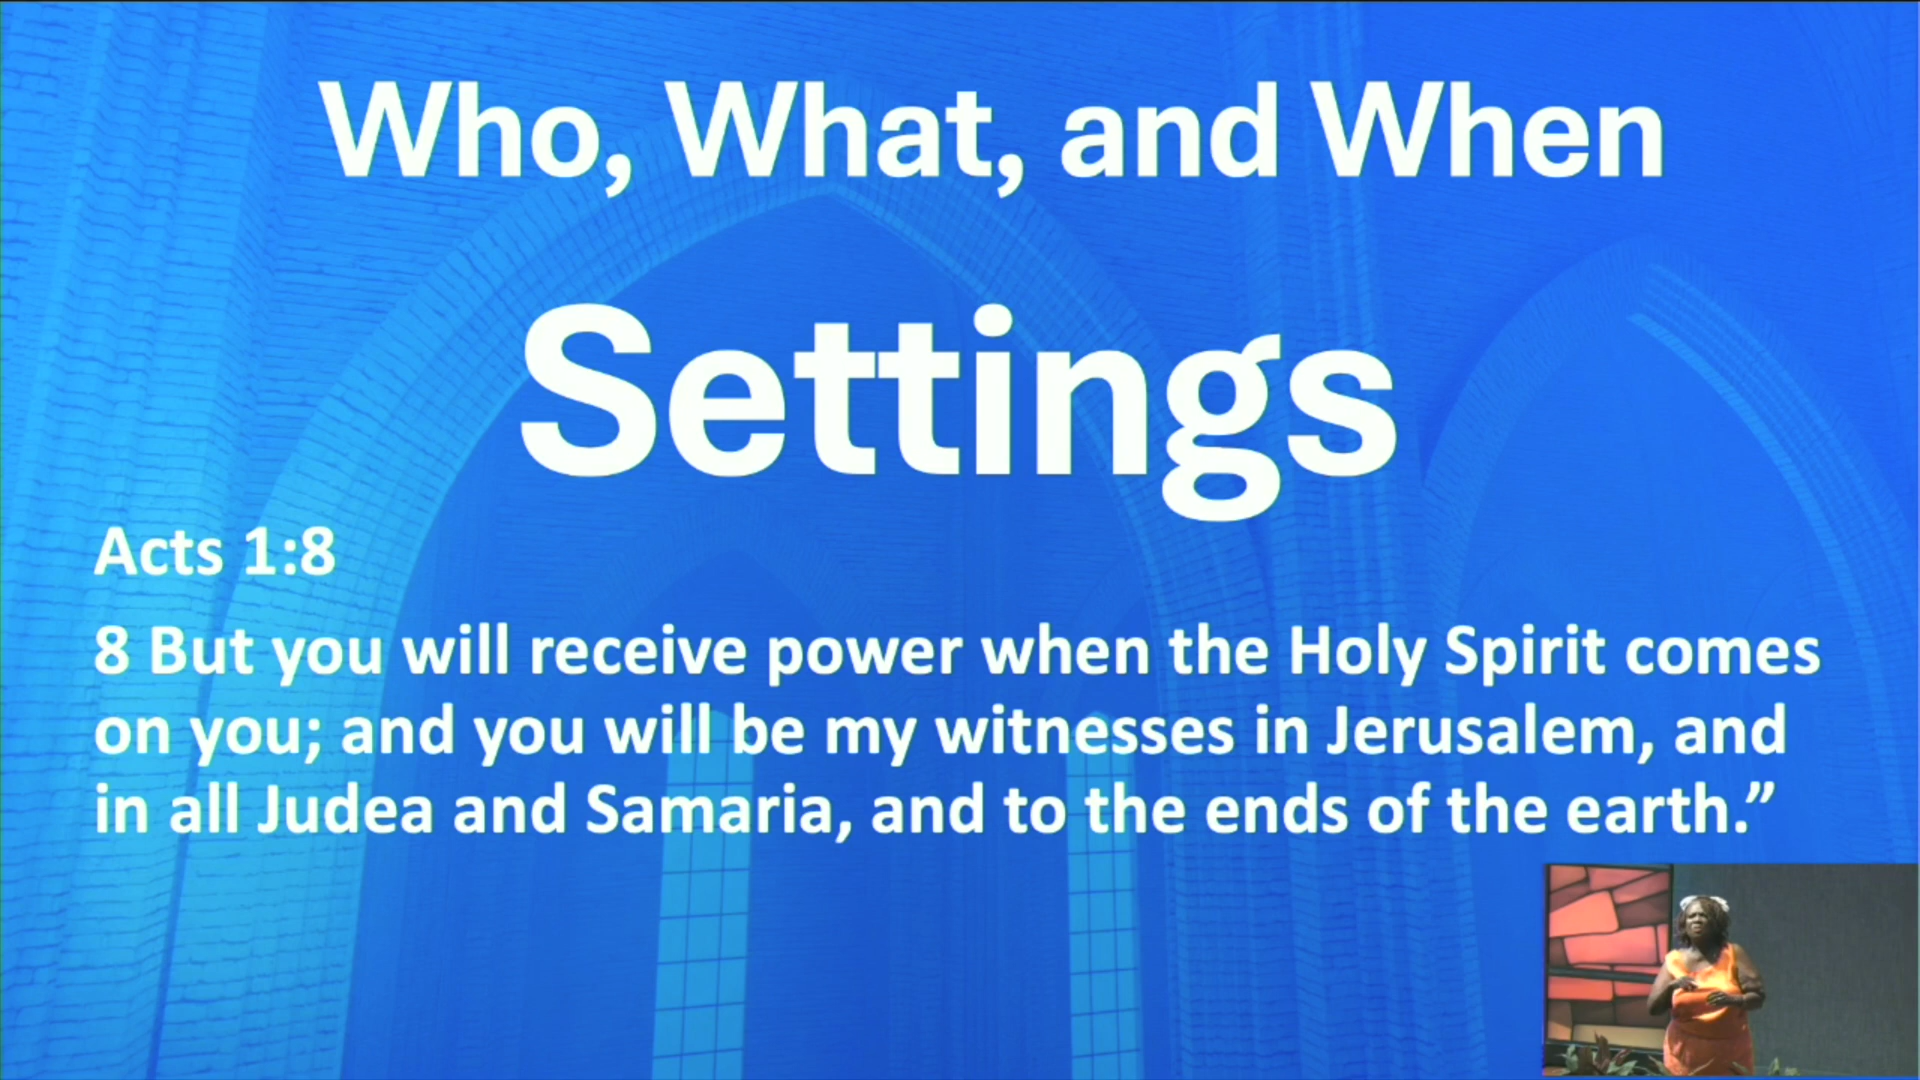 Who, What, and When
Settings
Acts 1:8
8 But you will receive power when the Holy Spirit comes
on you; and you will be my witnesses in Jerusalem, and
in all Judea and Samaria, and to the ends of the earth.”